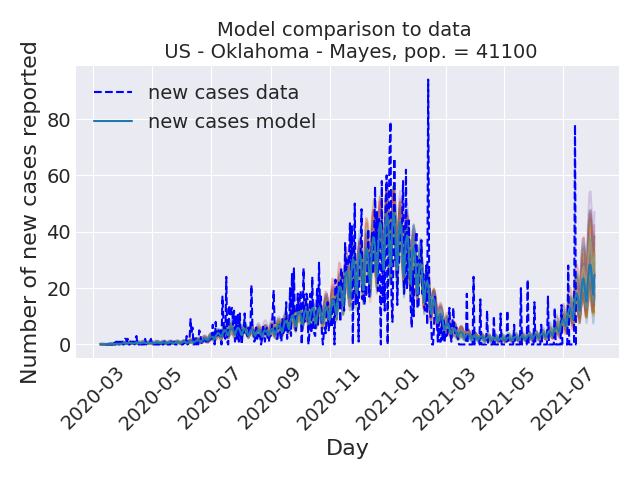 Model comparison to data
US - Oklahoma - Mayes, pop. = 41100
Number of new cases reported
80
60
40
20
0
new cases data
new cases model
2020-03
2020-05
2020-07
2020-09
2020-11
2021-01
2021-03
2021-05
2021-07
Day